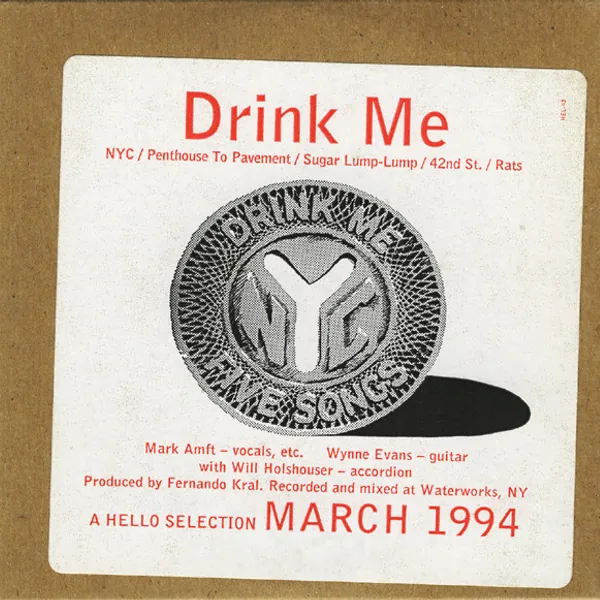 HEL-43
Drink Me
NYC / Penthouse To Pavement / Sugar Lump-Lump / 42nd St. / Rats
DRINK ME
NYC
FIVE SONGS
Mark Amft – vocals, etc. Wynne Evans – guitar
with Will Holshouser – accordion
Produced by Fernando Kral. Recorded and mixed at Waterworks, NY
A HELLO SELECTION MARCH 1994